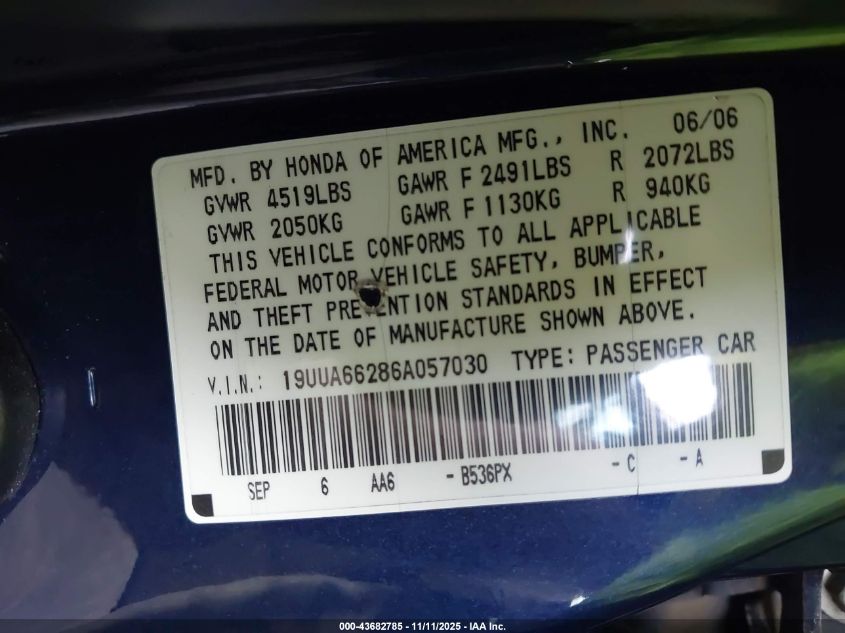 MFD. BY HONDA OF AMERICA MFG., INC. 06/06
GVWR 4519LBS GAWR F 2491LBS R 2072LBS
GVWR 2050KG GAWR F 1130KG R 940KG
THIS VEHICLE CONFORMS TO ALL APPLICABLE
FEDERAL MOTOR VEHICLE SAFETY, BUMPER,
AND THEFT PREVENTION STANDARDS IN EFFECT
ON THE DATE OF MANUFACTURE SHOWN ABOVE.
V.I.N.: 19UUA66286A057030 TYPE: PASSENGER CAR
SEP 6 AA6 - B536PX - C - A
000-43682785 - 11/11/2025 - IAA Inc.